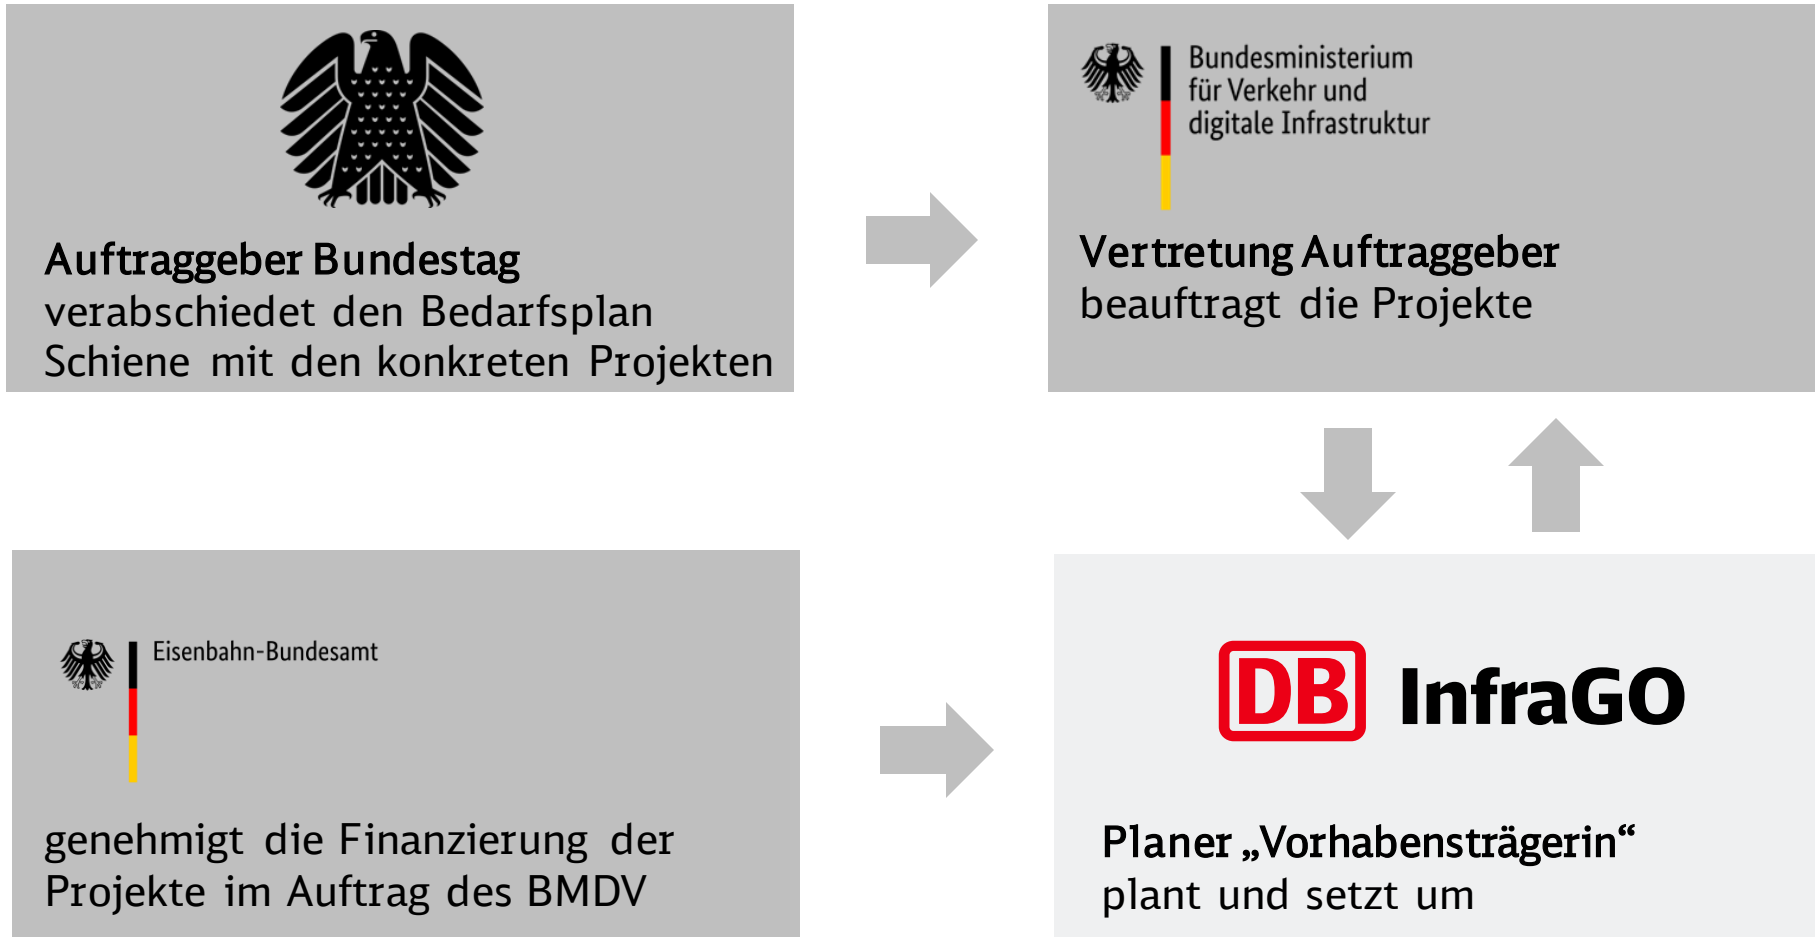 Auftraggeber Bundestag
verabschiedet den Bedarfsplan
Schiene mit den konkreten Projekten
Bundesministerium
für Verkehr und
digitale Infrastruktur
Vertretung Auftraggeber
beauftragt die Projekte
Eisenbahn-Bundesamt
genehmigt die Finanzierung der
Projekte im Auftrag des BMDV
DB InfraGO
Planer „Vorhabensträgerin“
plant und setzt um